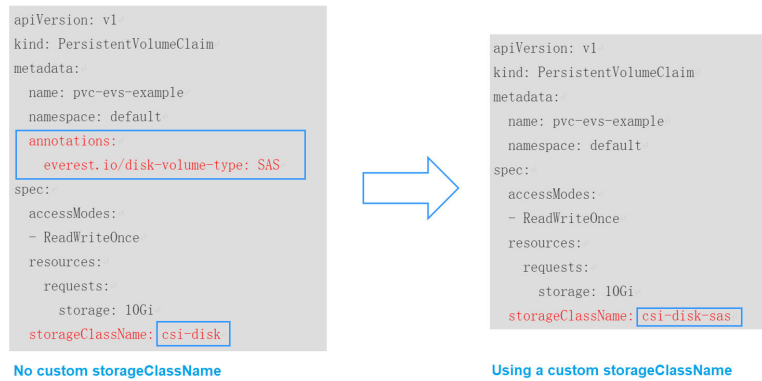 apiVersion: v1
kind: PersistentVolumeClaim
metadata:
  name: pvc-evs-example
  namespace: default
  annotations:
    everest.io/disk-volume-type: SAS
spec:
  accessModes:
  - ReadWriteOnce
  resources:
    requests:
      storage: 10Gi
  storageClassName: csi-disk
No custom storageClassName
apiVersion: v1
kind: PersistentVolumeClaim
metadata:
  name: pvc-evs-example
  namespace: default
spec:
  accessModes:
  - ReadWriteOnce
  resources:
    requests:
      storage: 10Gi
  storageClassName: csi-disk-sas
Using a custom storageClassName